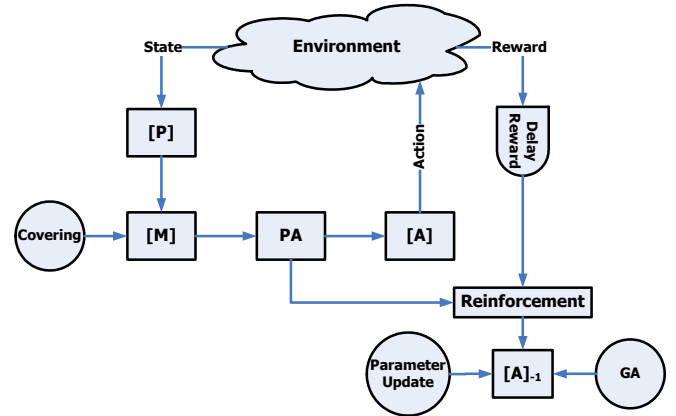 Environment
State
Reward
[P]
Delay
Reward
Action
Covering
[M]
PA
[A]
Reinforcement
Parameter
Update
[A]-1
GA